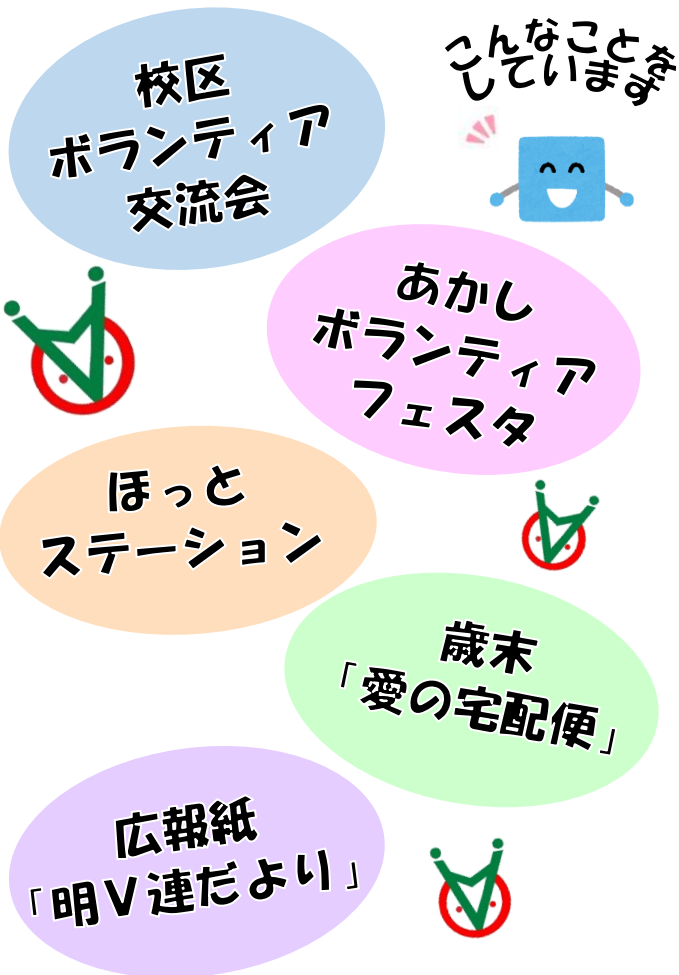 こんなことを
しています
校区
ボランティア
交流会
あかし
ボランティア
フェスタ
ほっと
ステーション
歳末
「愛の宅配便」
広報紙
「明Ｖ連だより」